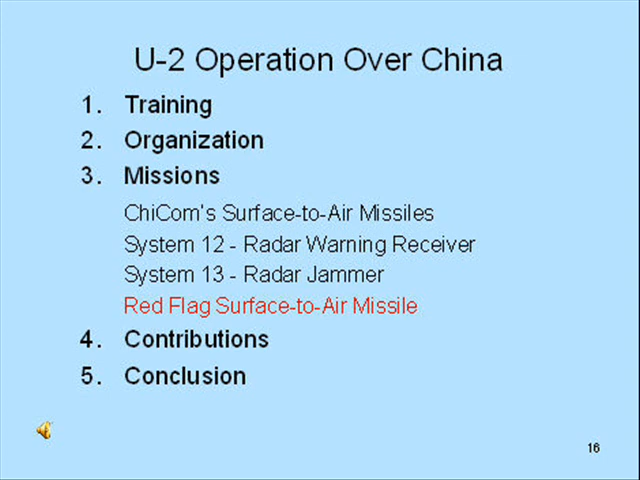 U-2 Operation Over China
1. Training
2. Organization
3. Missions
ChiCom's Surface-to-Air Missiles
System 12 - Radar Warning Receiver
System 13 - Radar Jammer
Red Flag Surface-to-Air Missile
4. Contributions
5. Conclusion
16